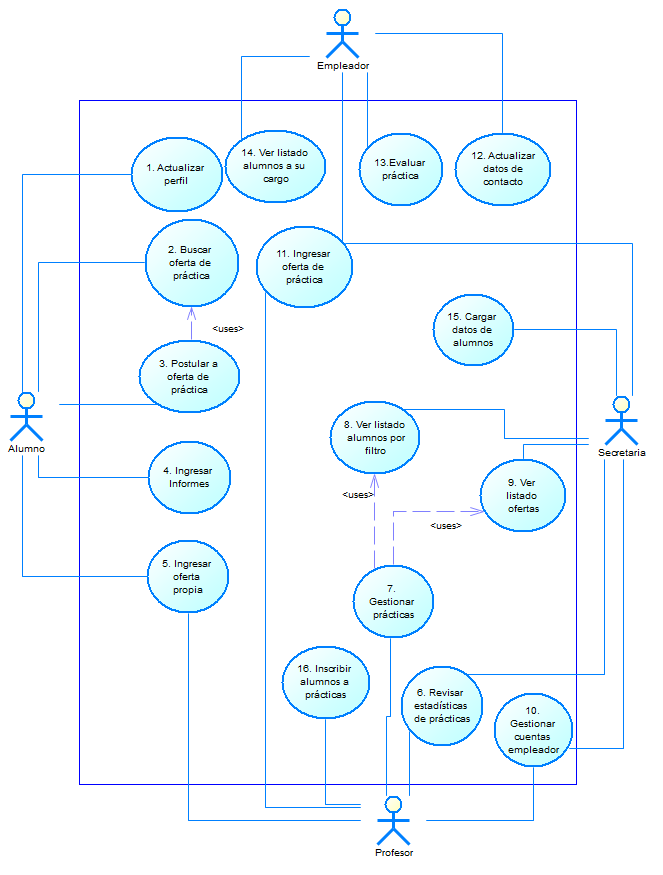 Empleador
1. Actualizar
perfil
14. Ver listado
alumnos a su
cargo
13.Evaluar
práctica
12. Actualizar
datos de
contacto
2. Buscar
oferta de
práctica
11. Ingresar
oferta de
práctica
<uses>
15. Cargar
datos de
alumnos
3. Postular a
oferta de
práctica
Alumno
8. Ver listado
alumnos por
filtro
Secretaria
4. Ingresar
Informes
9. Ver
listado
ofertas
<uses>
<uses>
5. Ingresar
oferta
propia
7.
Gestionar
prácticas
16. Inscribir
alumnos a
prácticas
6. Revisar
estadísticas
de prácticas
10.
Gestionar
cuentas
empleador
Profesor